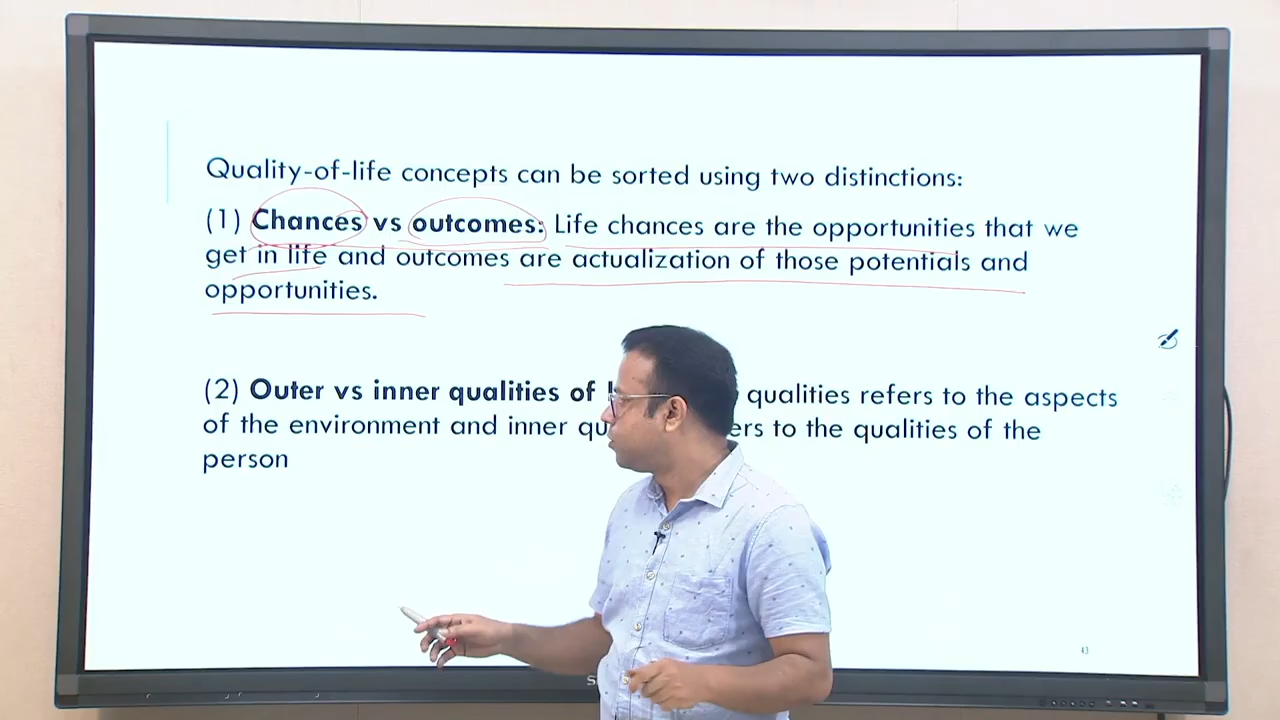 Quality-of-life concepts can be sorted using two distinctions:
(1) Chances vs outcomes: Life chances are the opportunities that we
get in life and outcomes are actualization of those potentials and
opportunities.
(2) Outer vs inner qualities of qualities refers to the aspects
of the environment and inner to the qualities of the
person
43